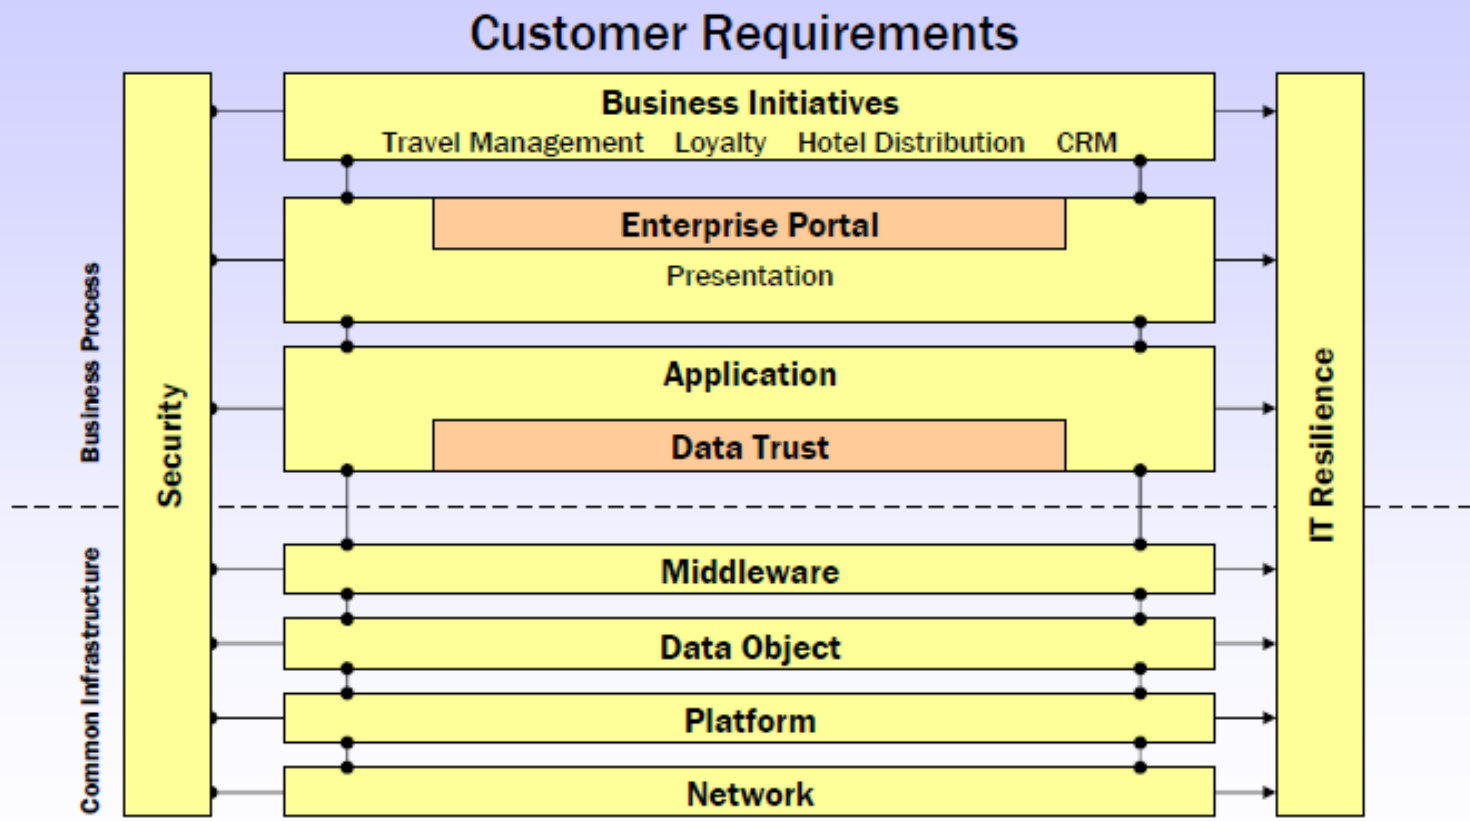 Customer Requirements
Business Initiatives
Travel Management Loyalty Hotel Distribution CRM
Enterprise Portal
Presentation
Application
Data Trust
Middleware
Data Object
Platform
Network
Security
IT Resilience
Business Process
Common Infrastructure